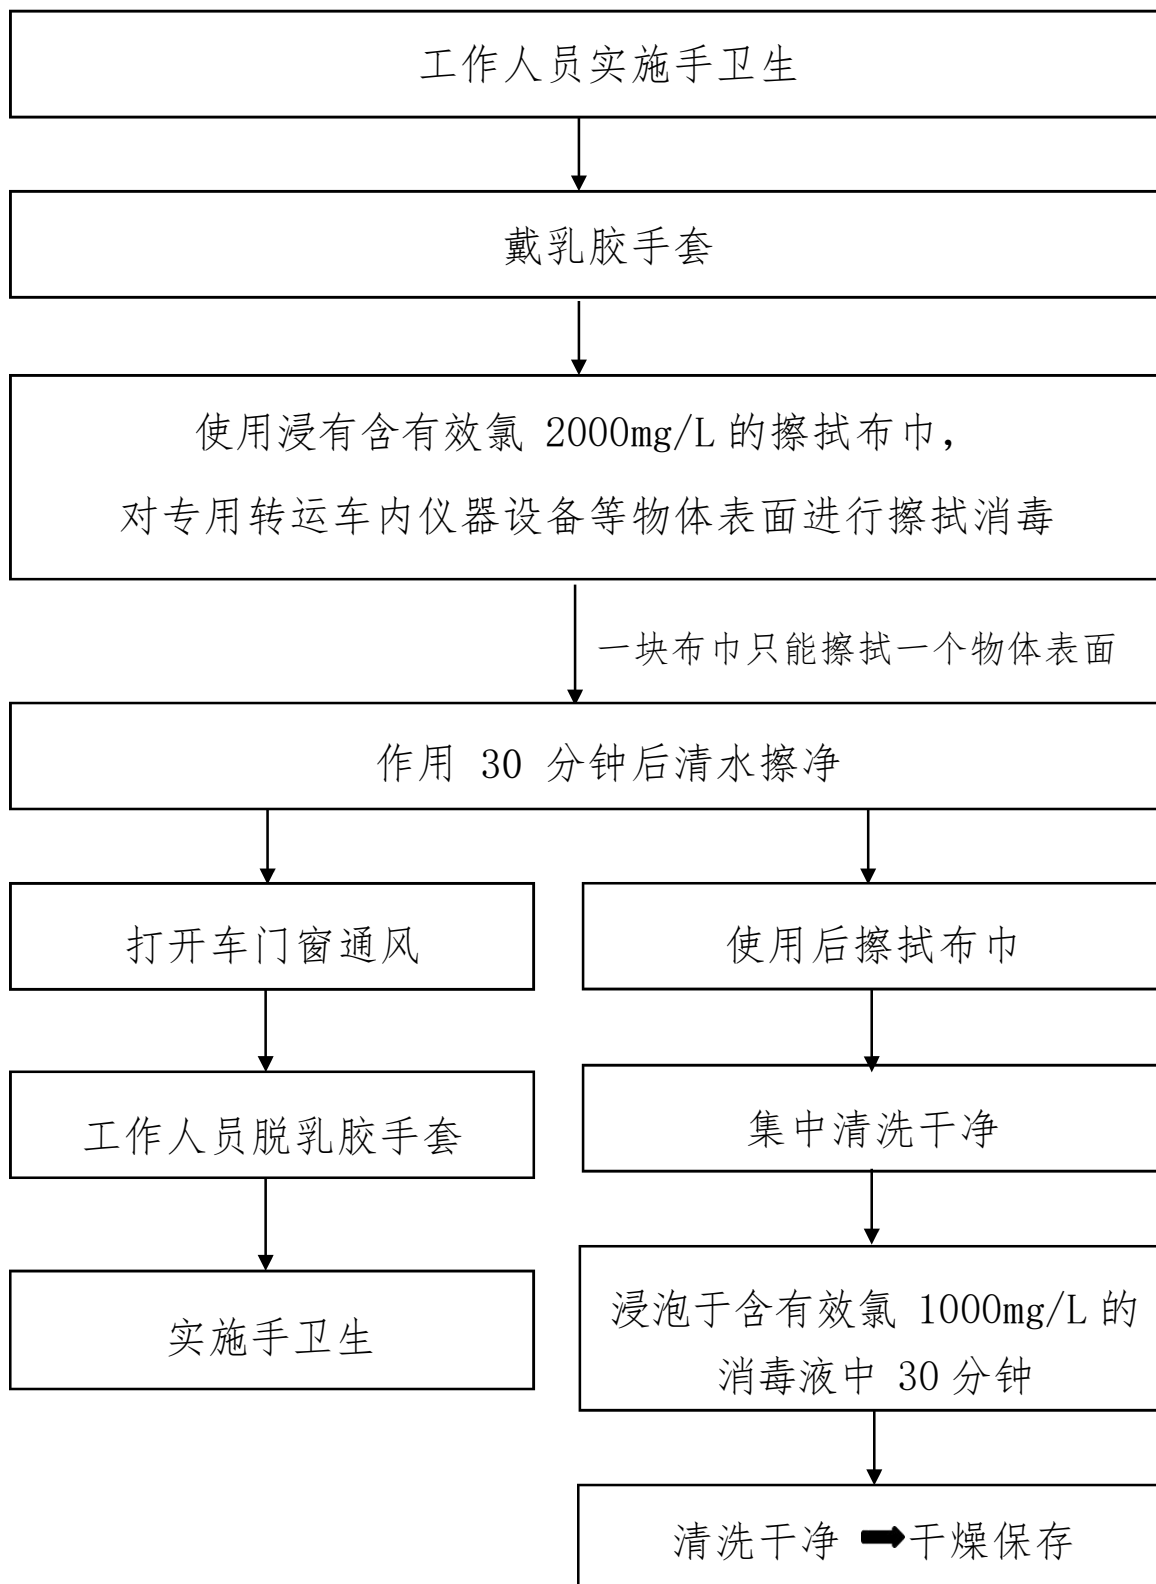 工作人员实施手卫生
戴乳胶手套
使用浸有含有效氯 2000mg/L 的擦拭布巾，
对专用转运车内仪器设备等物体表面进行擦拭消毒
一块布巾只能擦拭一个物体表面
作用 30 分钟后清水擦净
打开车门窗通风
使用后擦拭布巾
工作人员脱乳胶手套
集中清洗干净
实施手卫生
浸泡于含有效氯 1000mg/L 的
消毒液中 30 分钟
清洗干净 ➡干燥保存